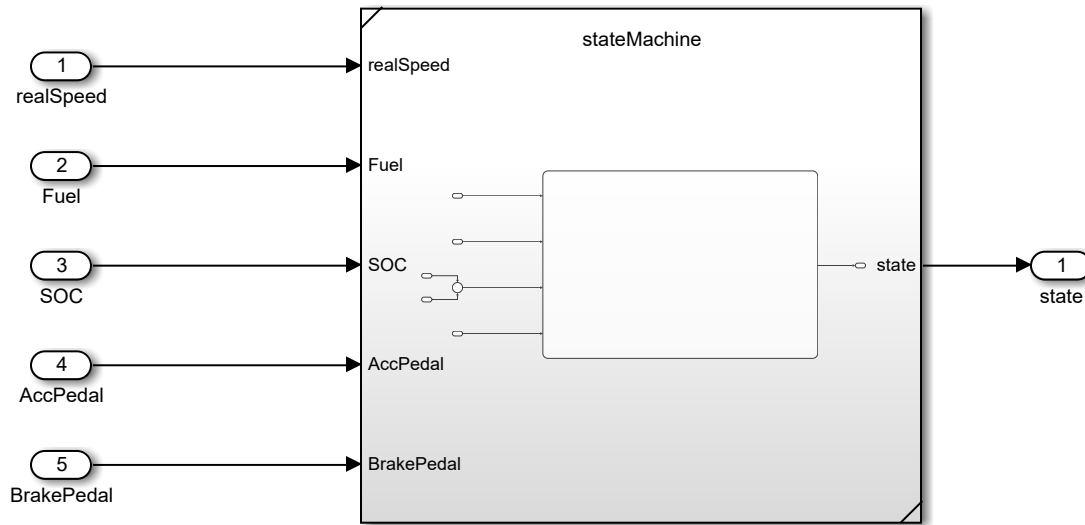 stateMachine
1
realSpeed
realSpeed
2
Fuel
Fuel
3
SOC
SOC
state
1
state
4
AccPedal
AccPedal
5
BrakePedal
BrakePedal